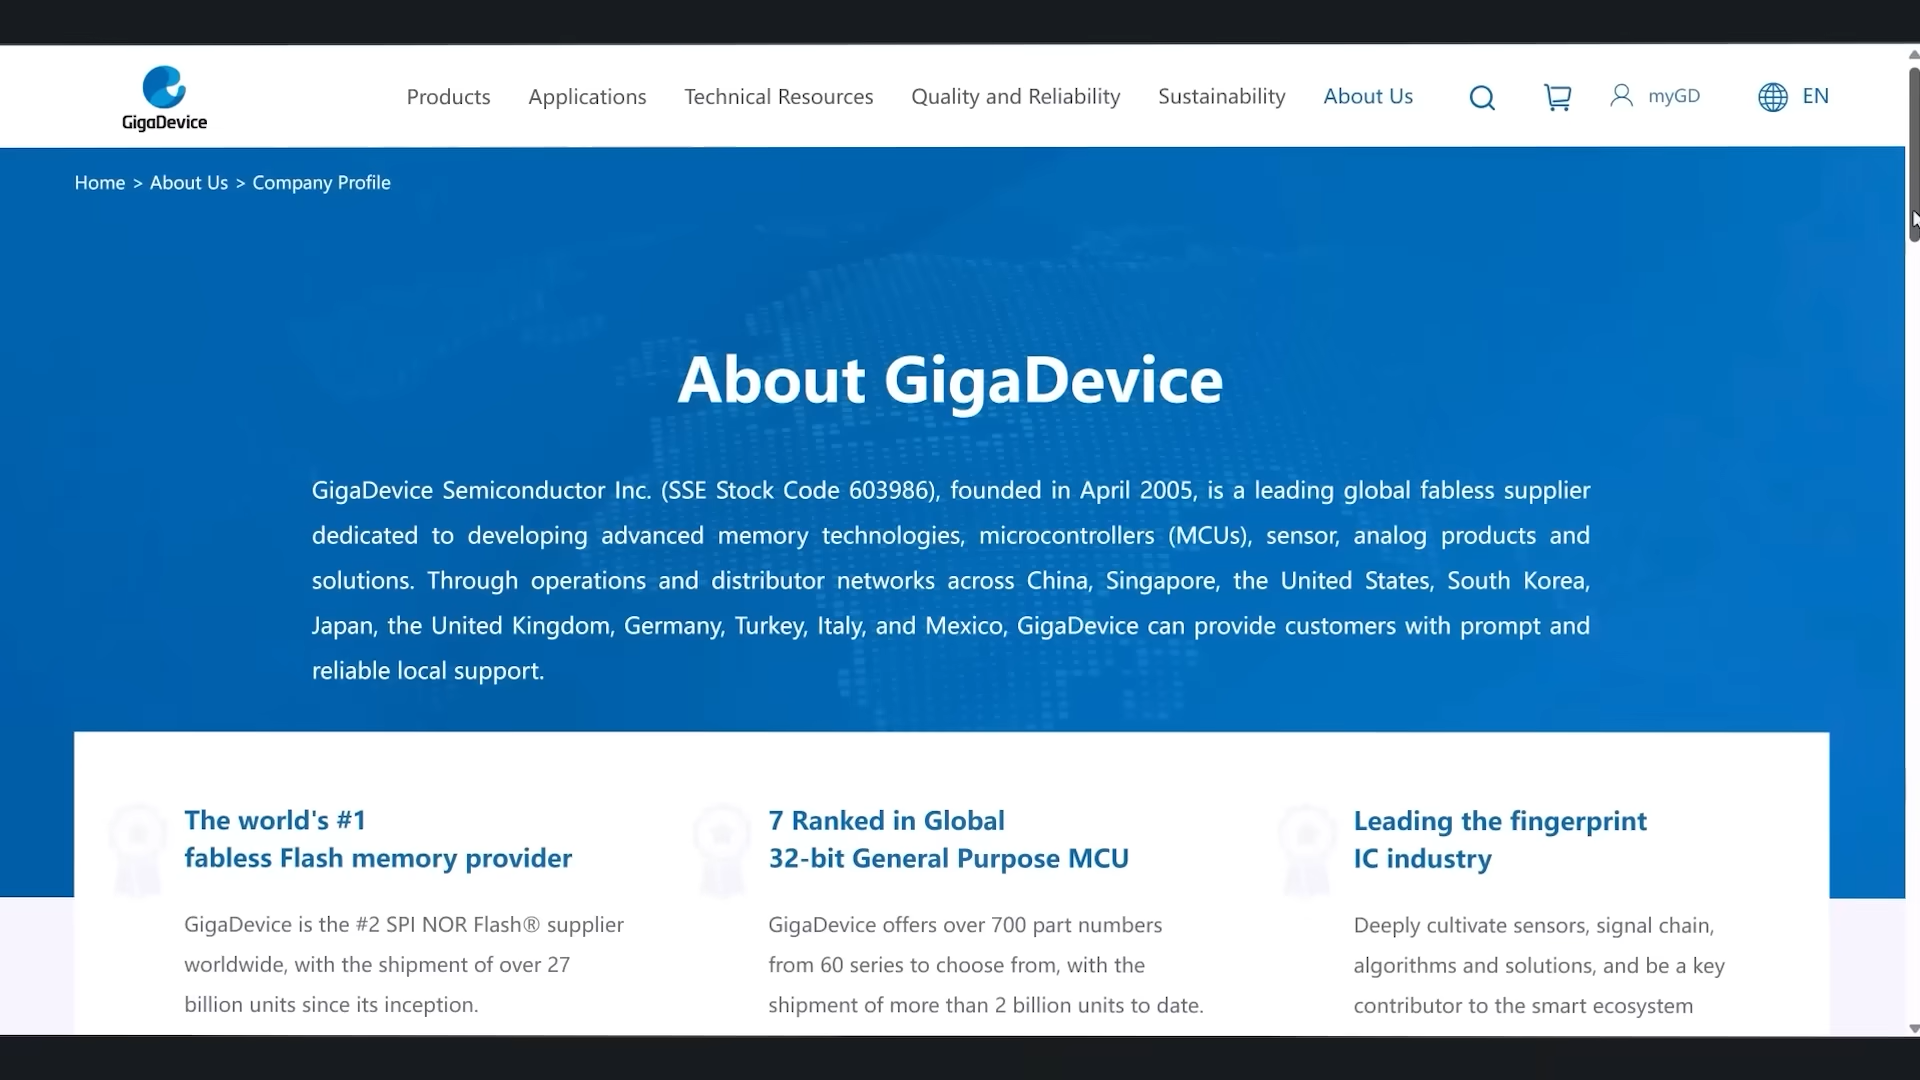 GigaDevice
Products
Applications
Technical Resources
Quality and Reliability
Sustainability
About Us
myGD
EN
Home > About Us > Company Profile
About GigaDevice
GigaDevice Semiconductor Inc. (SSE Stock Code 603986), founded in April 2005, is a leading global fabless supplier
dedicated to developing advanced memory technologies, microcontrollers (MCUs), sensor, analog products and
solutions. Through operations and distributor networks across China, Singapore, the United States, South Korea,
Japan, the United Kingdom, Germany, Turkey, Italy, and Mexico, GigaDevice can provide customers with prompt and
reliable local support.
The world's #1
fabless Flash memory provider
GigaDevice is the #2 SPI NOR Flash® supplier
worldwide, with the shipment of over 27
billion units since its inception.
7 Ranked in Global
32-bit General Purpose MCU
GigaDevice offers over 700 part numbers
from 60 series to choose from, with the
shipment of more than 2 billion units to date.
Leading the fingerprint
IC industry
Deeply cultivate sensors, signal chain,
algorithms and solutions, and be a key
contributor to the smart ecosystem